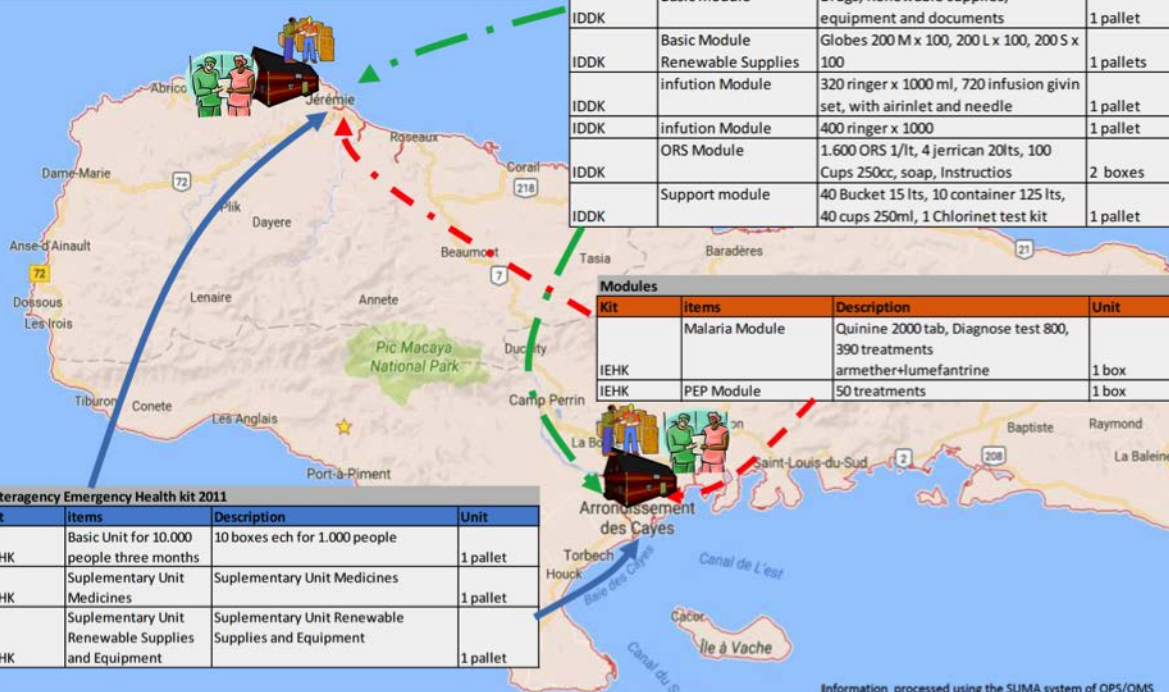 IDDK
equipment and documents
1 pallet
Basic Module
Globes 200 M x 100, 200 L x 100, 200 S x
IDDK
Renewable Supplies
100
1 pallets
infution Module
320 ringer x 1000 ml, 720 infusion givin
IDDK
set, with airinlet and needle
1 pallet
IDDK
infution Module
400 ringer x 1000
1 pallet
ORS Module
1.600 ORS 1/lt, 4 jerrican 20lts, 100
IDDK
Cups 250cc, soap, Instructios
2 boxes
Support module
40 Bucket 15 lts, 10 container 125 lts,
IDDK
40 cups 250ml, 1 Chlorinet test kit
1 pallet
Abrico
Jérémie
Roseaux
Corail
218
Dame-Marie
72
Plik
Dayere
Anse-d'Ainault
72
Beaumont
7
Tasia
Baradères
21
Dossous
Lenaire
Annete
Les Irois
Pic Macaya
National Park
Tiburon
Conete
Les Anglais
Camp Perrin
Port-à-Piment
Modules
Kit
items
Description
Unit
Malaria Module
Quinine 2000 tab, Diagnose test 800,
390 treatments
IEHK
armether+lumefantrine
1 box
IEHK
PEP Module
50 treatments
1 box
Baptiste
Raymond
La Baleine
Saint-Louis-du-Sud
2
208
Arrondissement
des Cayes
Torbech
Houck
Baie des Cayes
Canal de L'est
Cacor
Île à Vache
Canal du
teragency Emergency Health kit 2011
items
Description
Unit
Basic Unit for 10.000
10 boxes ech for 1.000 people
HK
people three months
1 pallet
Suplementary Unit
Suplementary Unit Medicines
HK
Medicines
1 pallet
Suplementary Unit
Suplementary Unit Renewable
Renewable Supplies
Supplies and Equipment
HK
and Equipment
1 pallet
Information processed using the SUMA system of OPS/OMS